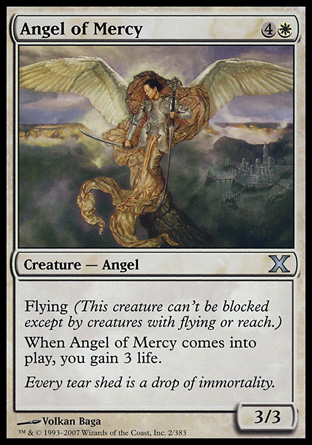 Angel of Mercy 4
Creature — Angel X
Flying (This creature can't be blocked
except by creatures with flying or reach.)
When Angel of Mercy comes into
play, you gain 3 life.
Every tear shed is a drop of immortality.
Volkan Baga
™ & © 1993–2007 Wizards of the Coast, Inc. 2/383
3/3